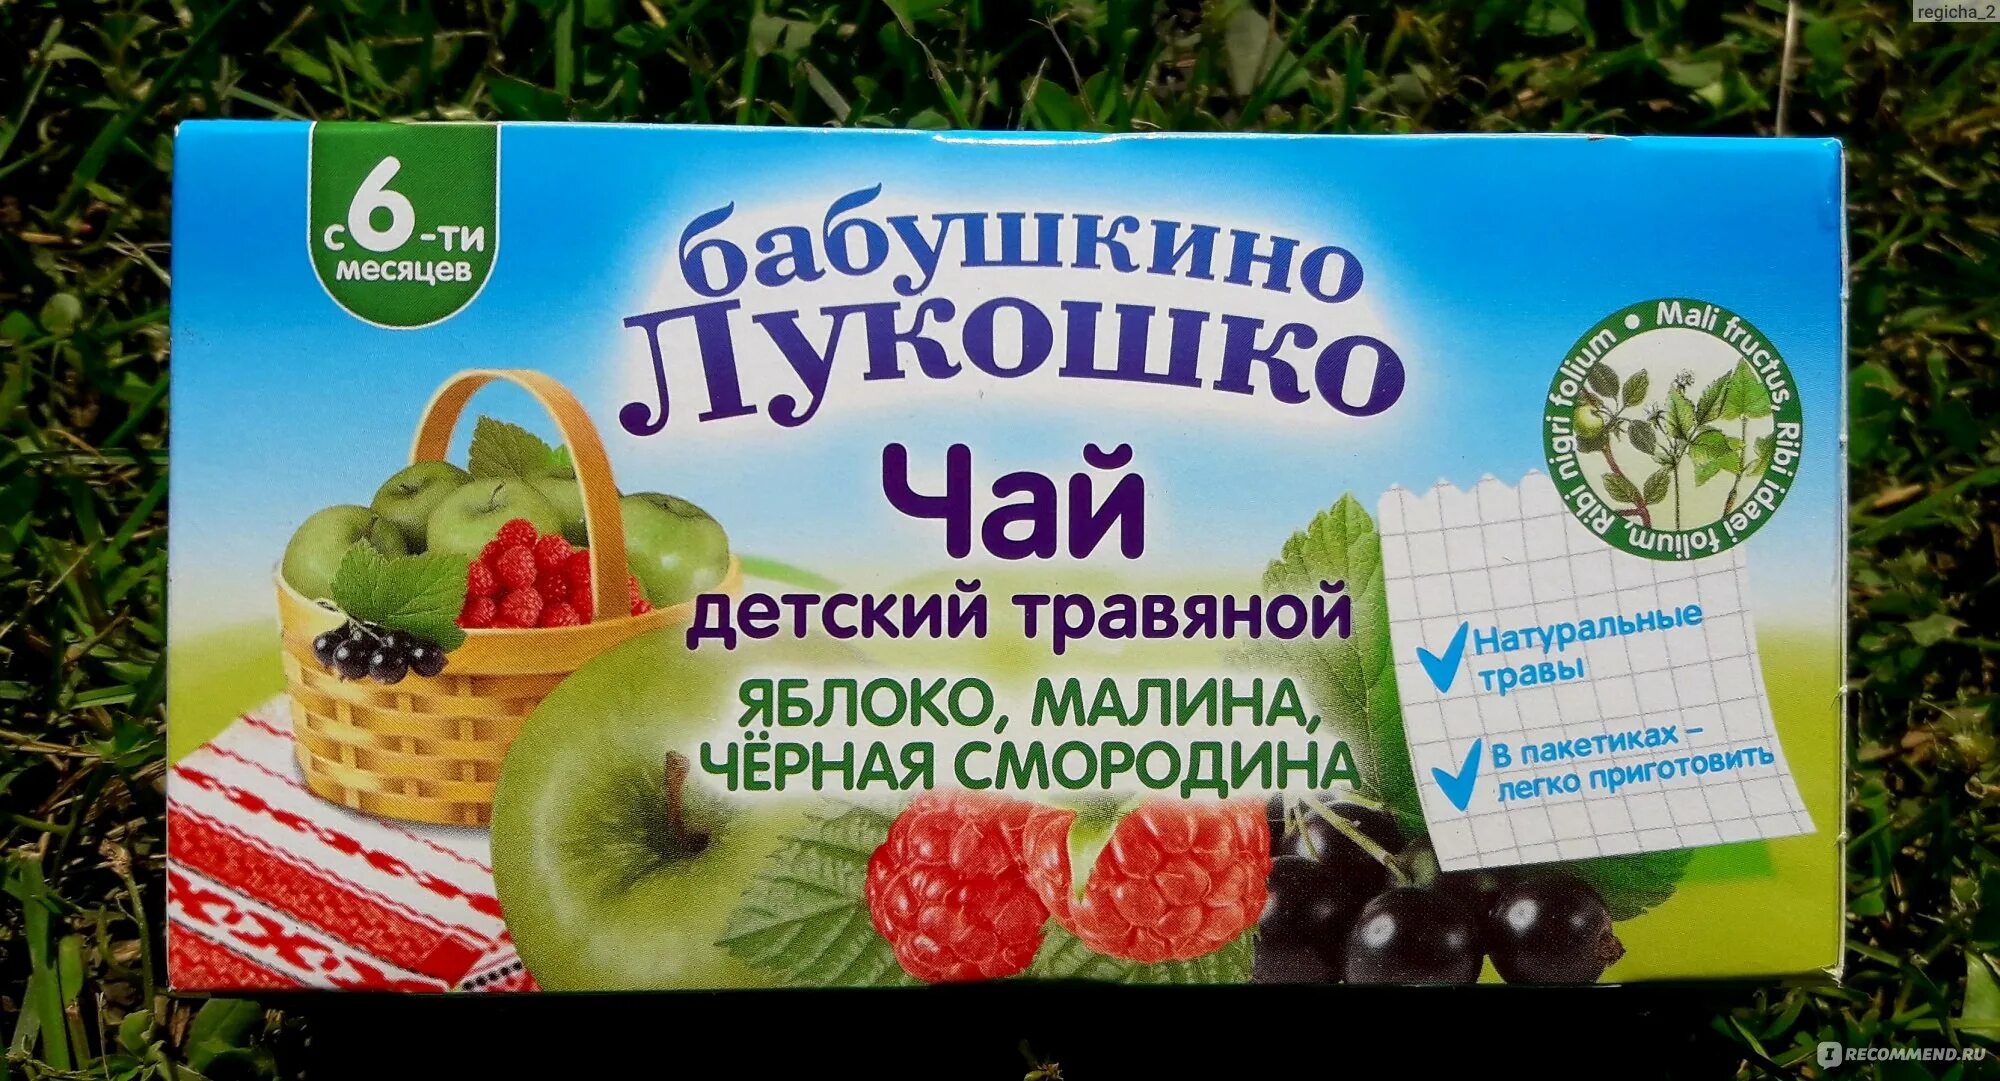 regicha_2
с 6-ти
месяцев
бабушкино
Лукошко
Чай
детский травяной
ЯБЛОКО, МАЛИНА,
ЧЁРНАЯ СМОРОДИНА
Mali fructus, Ribi idaei folium, Ribi nigri folium •
Натуральные
травы
В пакетиках –
легко приготовить
I RECOMMEND.RU